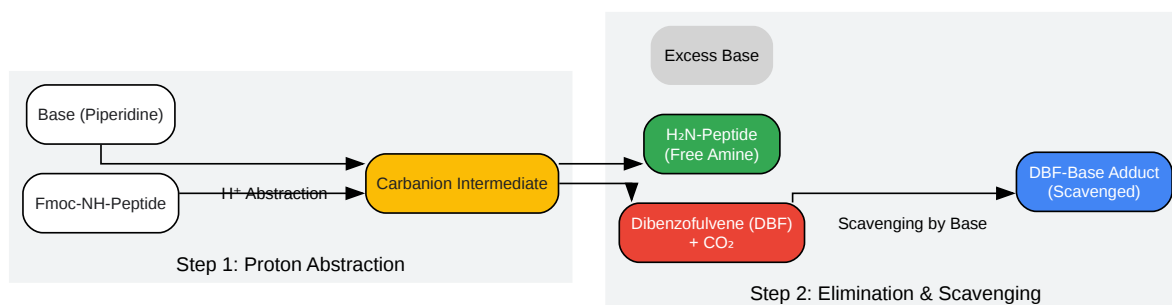 Base (Piperidine)
Fmoc-NH-Peptide
H⁺ Abstraction
Carbanion Intermediate
Step 1: Proton Abstraction
Excess Base
H₂N-Peptide
(Free Amine)
Dibenzofulvene (DBF)
+ CO₂
Scavenging by Base
DBF-Base Adduct
(Scavenged)
Step 2: Elimination & Scavenging